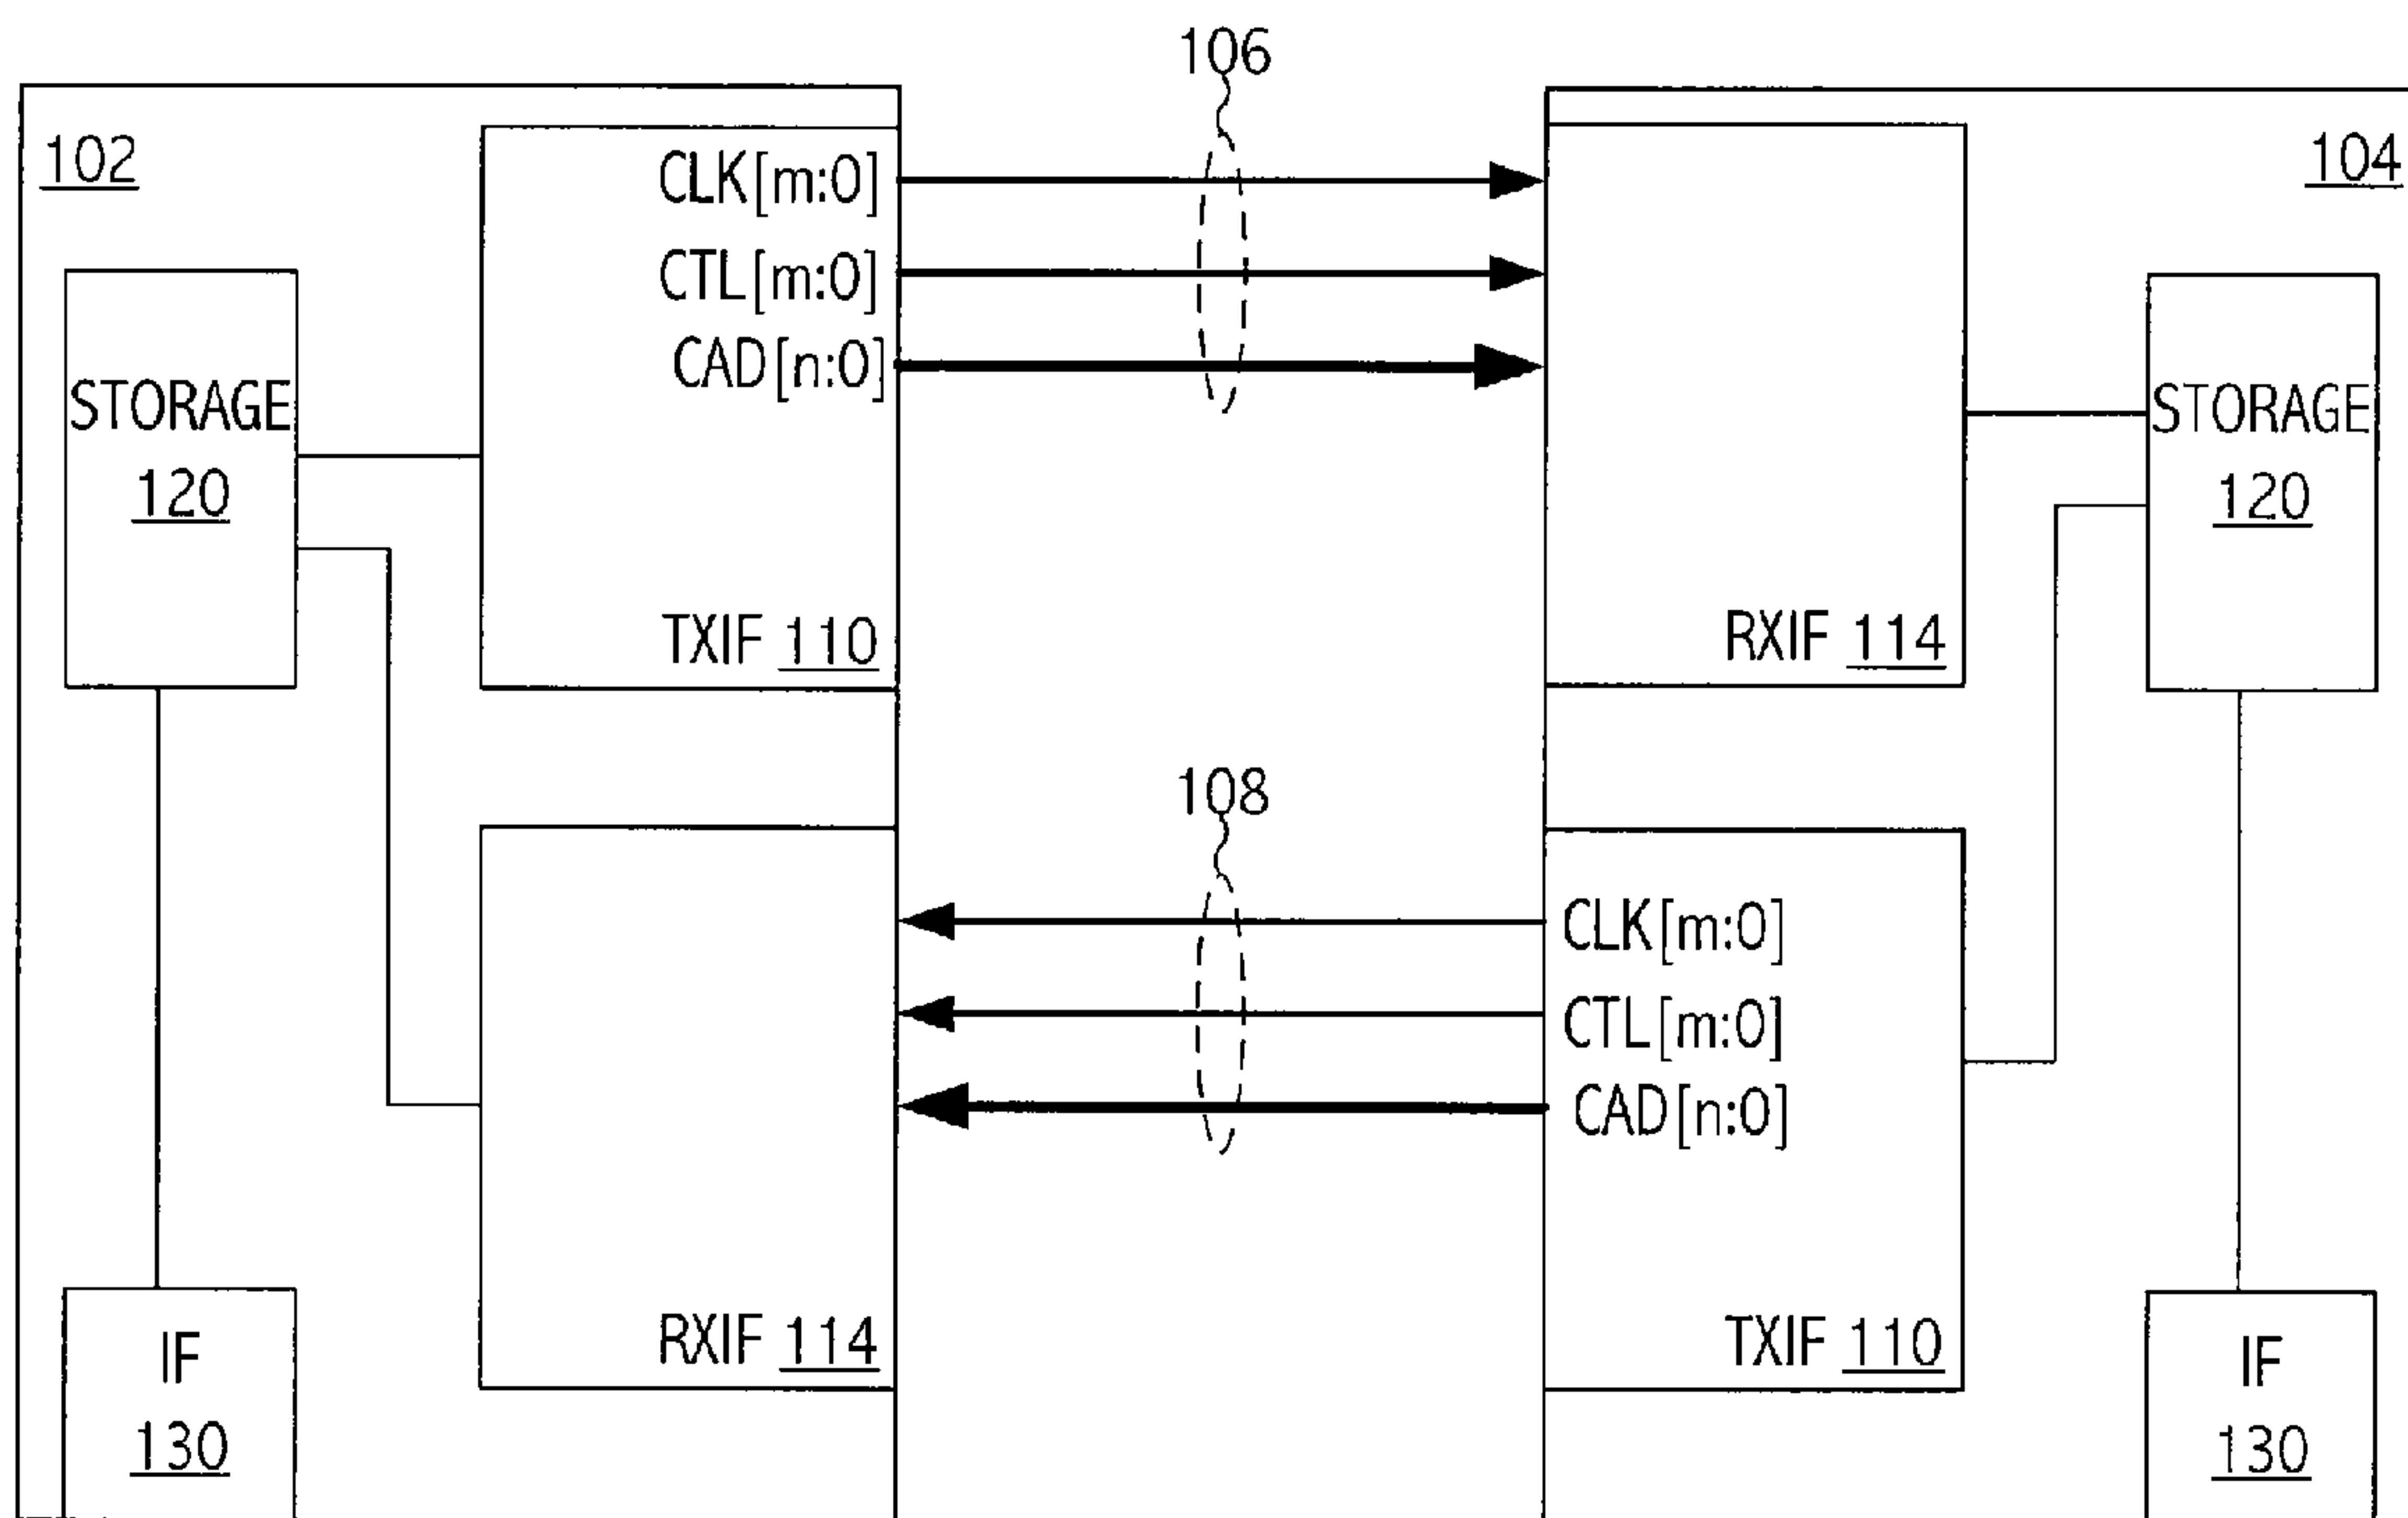 106
102
CLK[m:0]
CTL[m:0]
CAD[n:0]
STORAGE
120
TXIF 110
104
STORAGE
120
RXIF 114
108
CLK[m:0]
CTL[m:0]
CAD[n:0]
RXIF 114
TXIF 110
IF
130
IF
130